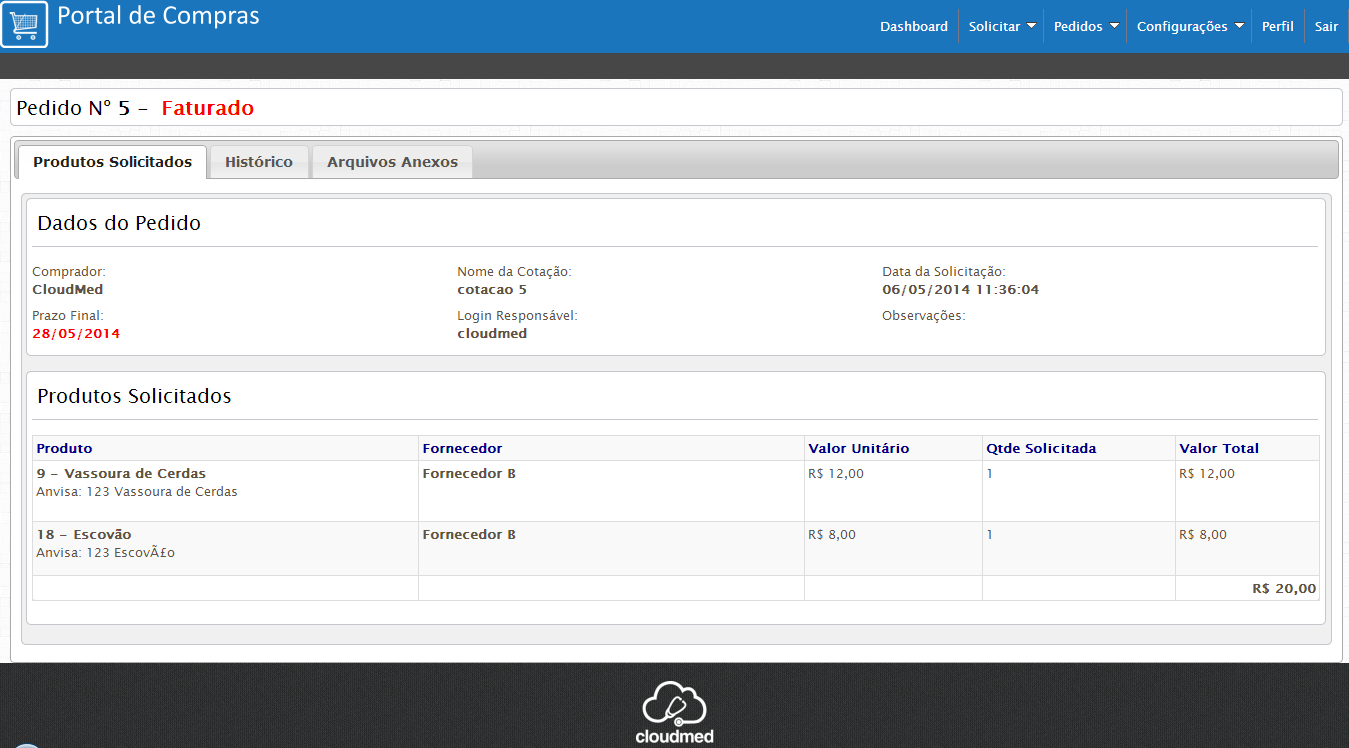 Portal de Compras
Dashboard Solicitar Pedidos Configurações Perfil Sair
Pedido Nº 5 - Faturado
Produtos Solicitados Histórico Arquivos Anexos
Dados do Pedido
Comprador: Nome da Cotação: Data da Solicitação:
CloudMed cotacao 5 06/05/2014 11:36:04
Prazo Final: Login Responsável: Observações:
28/05/2014 cloudmed
Produtos Solicitados
Produto Fornecedor Valor Unitário Qtde Solicitada Valor Total
9 - Vassoura de Cerdas Fornecedor B R$ 12,00 1 R$ 12,00
Anvisa: 123 Vassoura de Cerdas
18 - Escovão Fornecedor B R$ 8,00 1 R$ 8,00
Anvisa: 123 EscovÃ£o
R$ 20,00
cloudmed